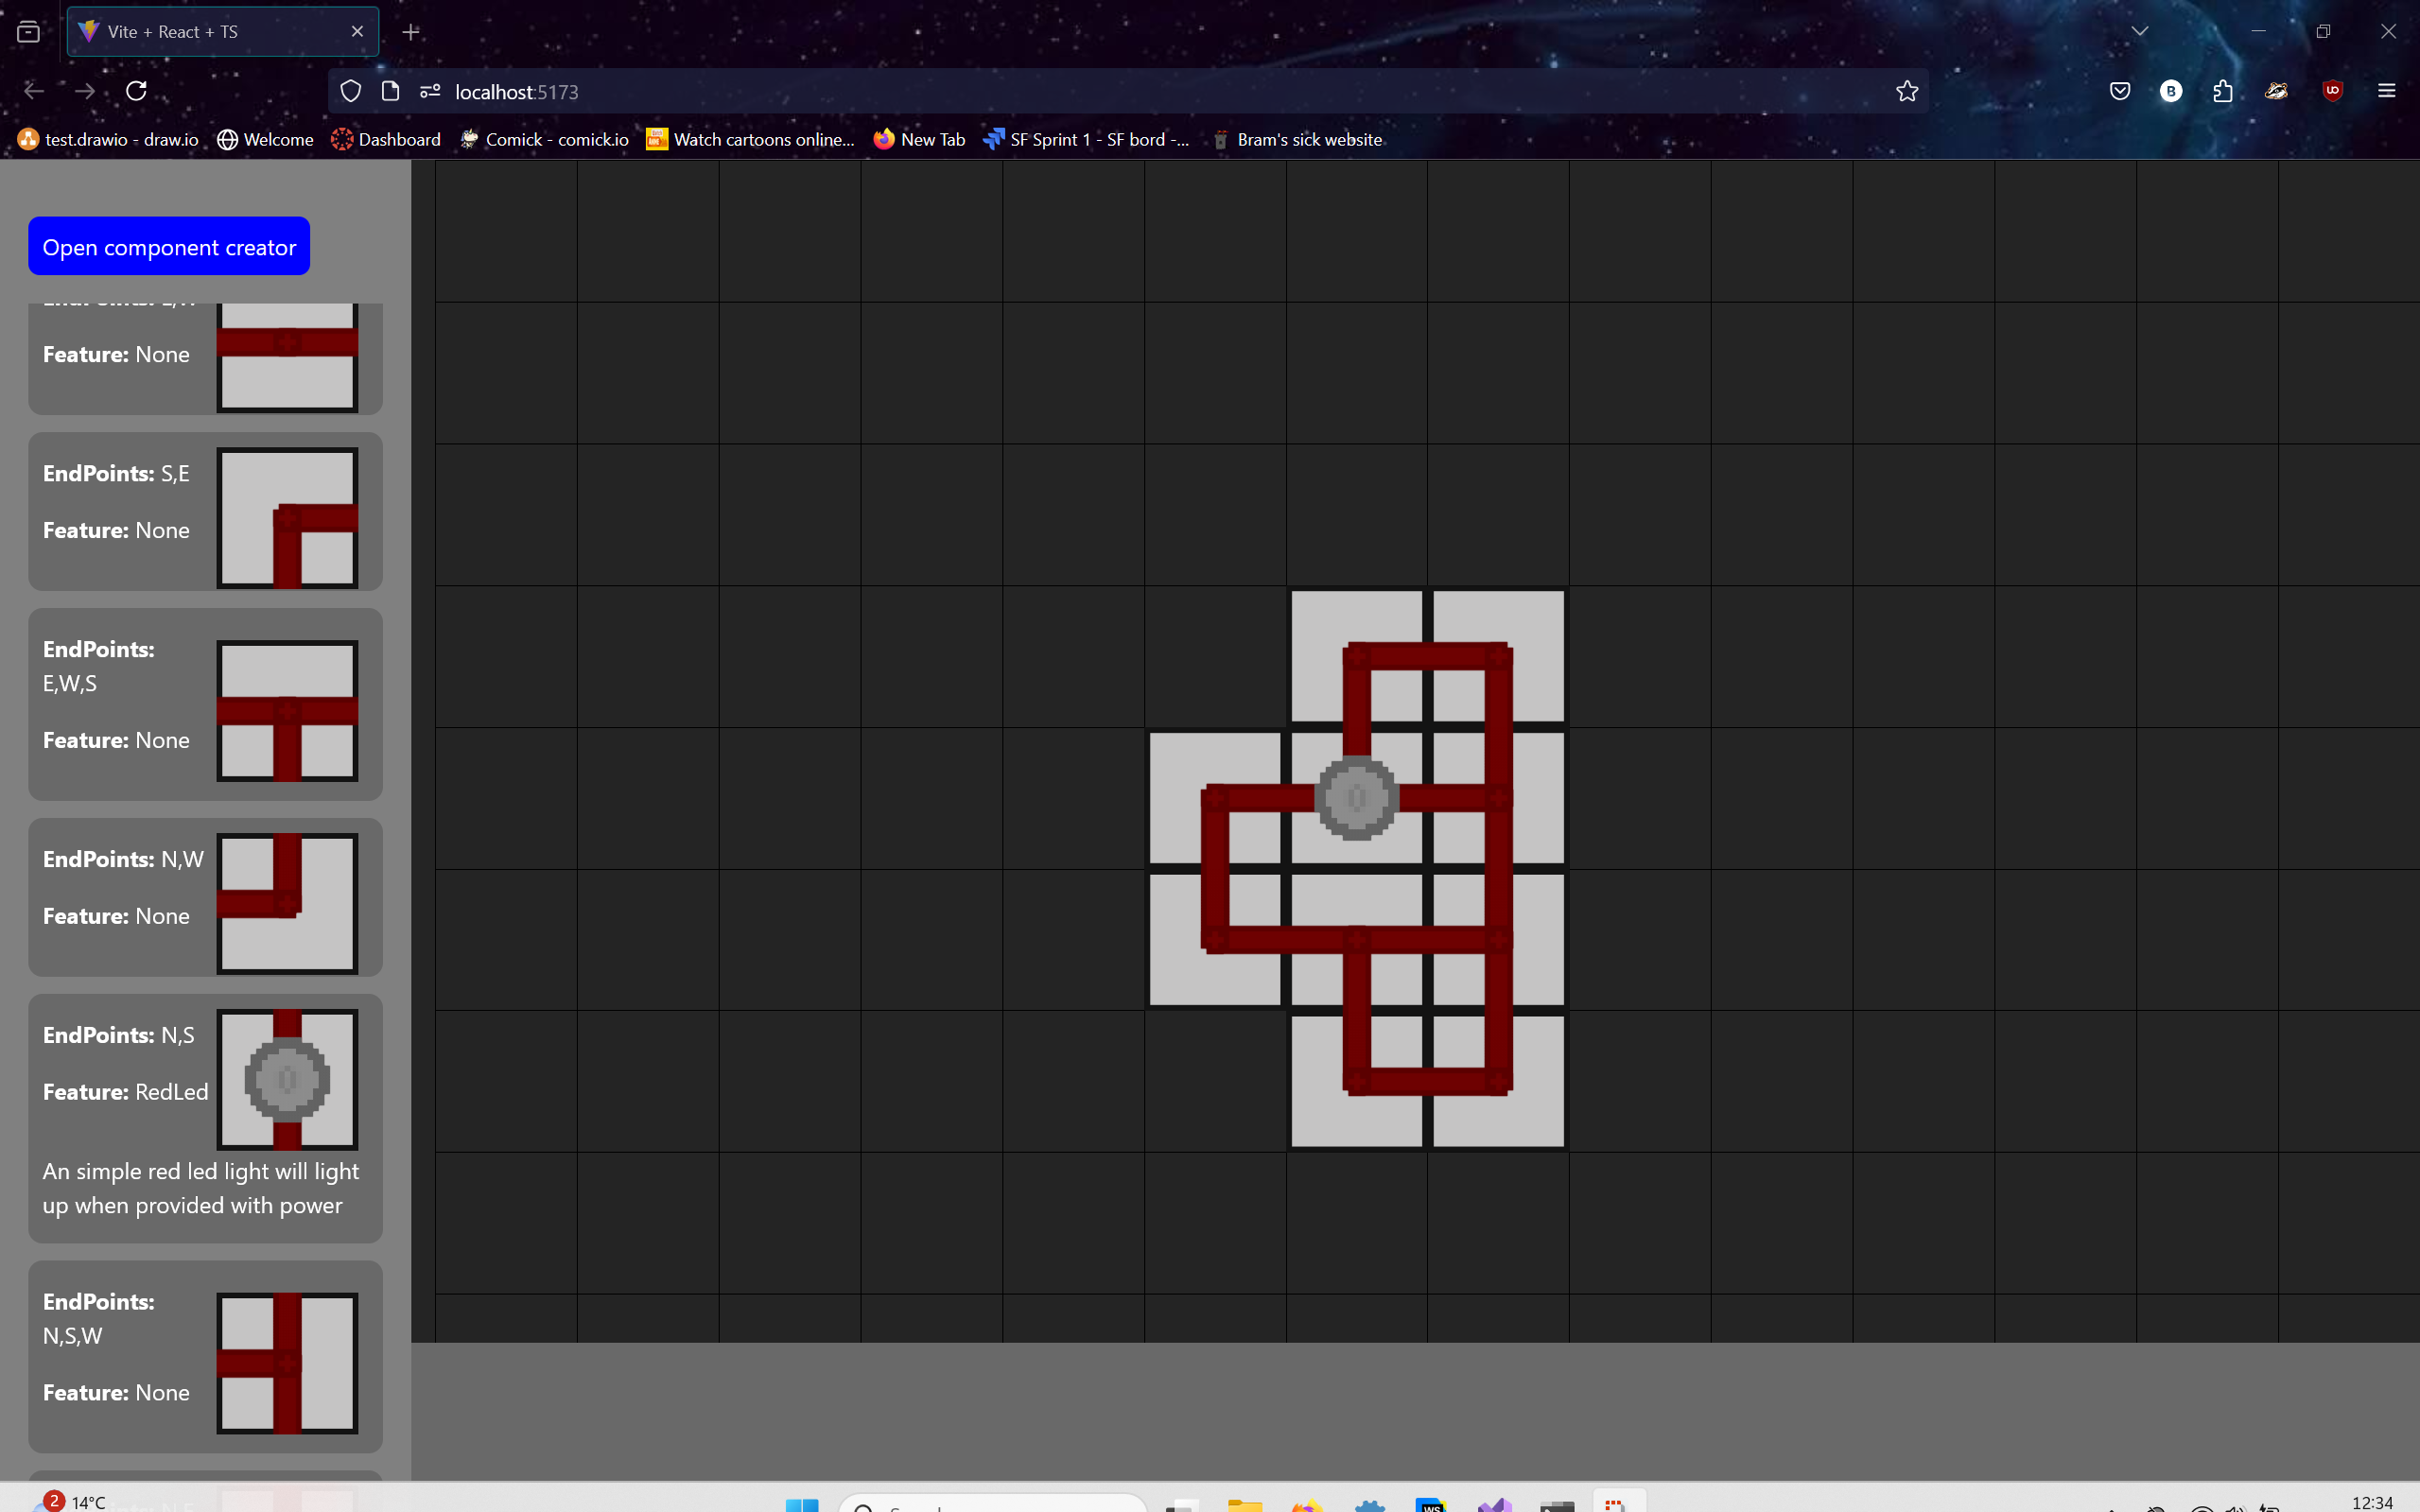 Vite + React + TS
localhost:5173
test.drawio - draw.io
Welcome
Dashboard
Comick - comick.io
Watch cartoons online...
New Tab
SF Sprint 1 - SF bord -...
Bram's sick website
Open component creator
Feature: None
EndPoints: S,E
Feature: None
EndPoints:
E,W,S
Feature: None
EndPoints: N,W
Feature: None
EndPoints: N,S
Feature: RedLed
An simple red led light will light
up when provided with power
EndPoints:
N,S,W
Feature: None
2
14°C
12:34